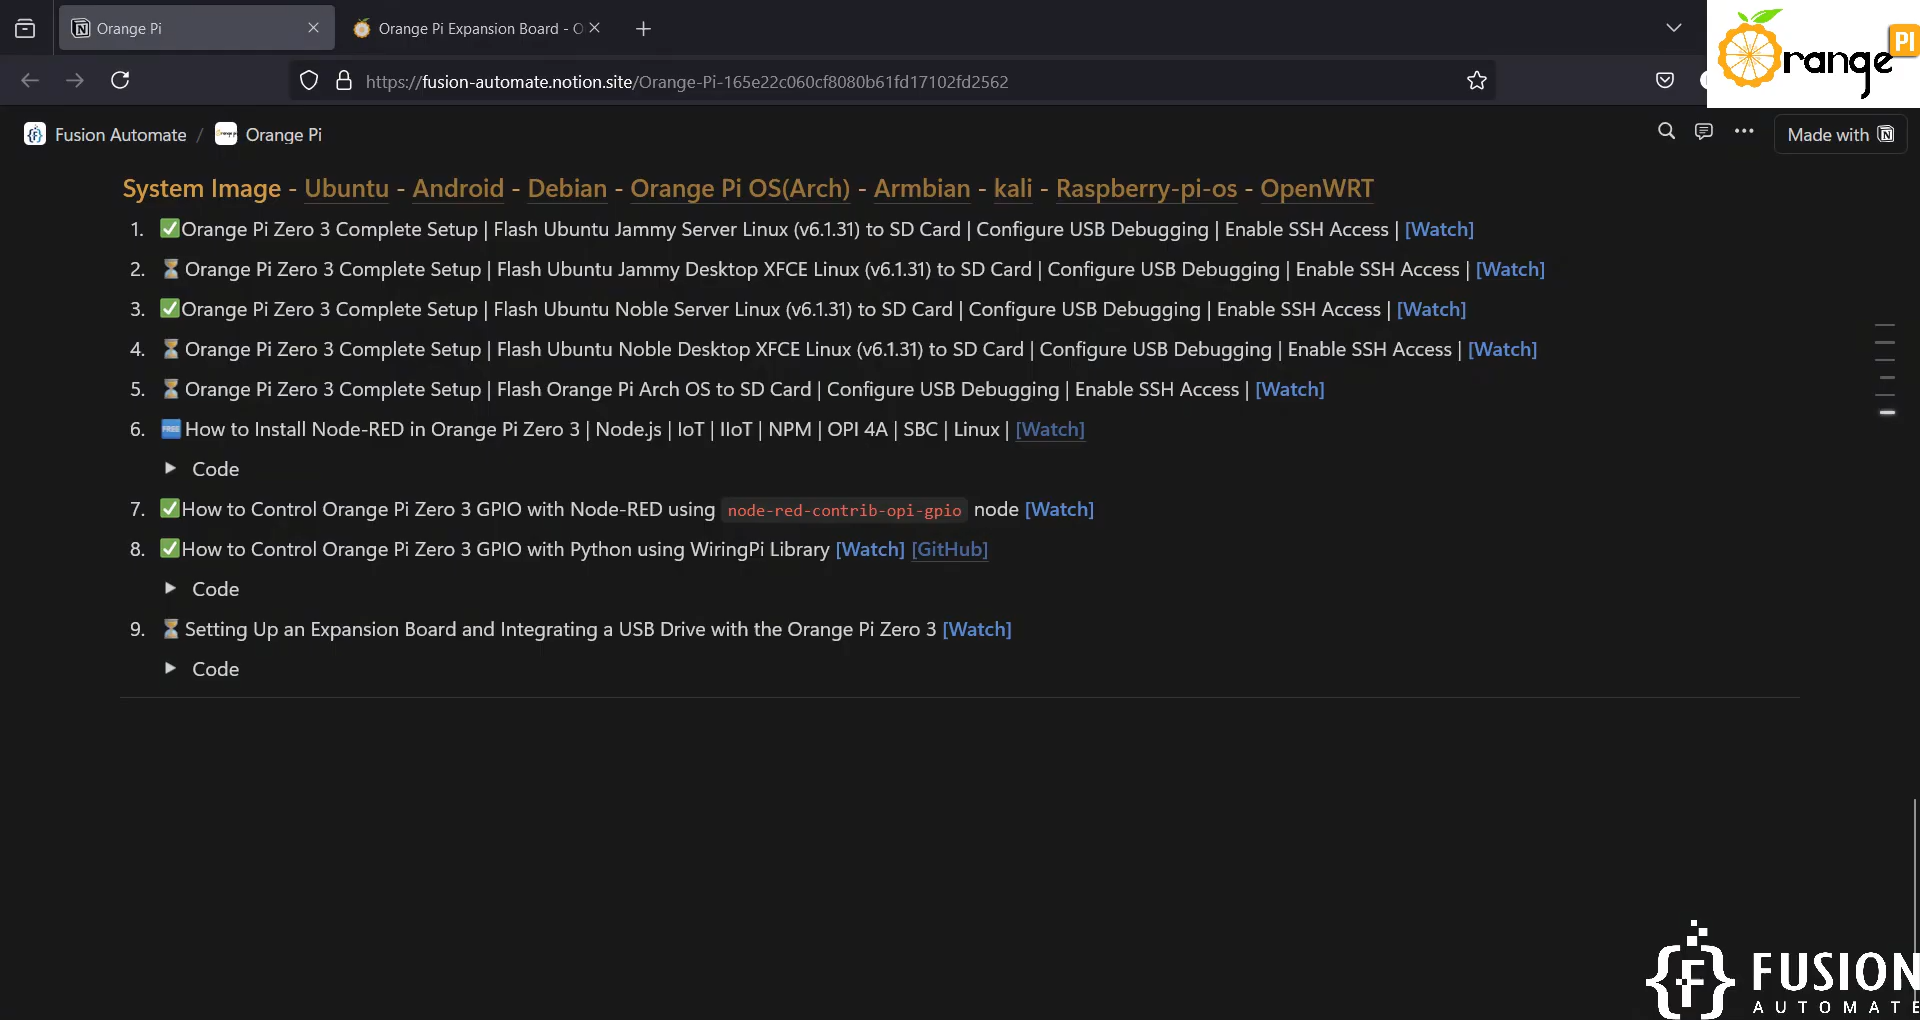 Orange Pi
Orange Pi Expansion Board - O
Orange PI
https://fusion-automate.notion.site/Orange-Pi-165e22c060cf8080b61fd17102fd2562
Fusion Automate / Orange Pi
Made with
System Image - Ubuntu - Android - Debian - Orange Pi OS(Arch) - Armbian - kali - Raspberry-pi-os - OpenWRT
1. ✅Orange Pi Zero 3 Complete Setup | Flash Ubuntu Jammy Server Linux (v6.1.31) to SD Card | Configure USB Debugging | Enable SSH Access | [Watch]
2. ⏳Orange Pi Zero 3 Complete Setup | Flash Ubuntu Jammy Desktop XFCE Linux (v6.1.31) to SD Card | Configure USB Debugging | Enable SSH Access | [Watch]
3. ✅Orange Pi Zero 3 Complete Setup | Flash Ubuntu Noble Server Linux (v6.1.31) to SD Card | Configure USB Debugging | Enable SSH Access | [Watch]
4. ⏳Orange Pi Zero 3 Complete Setup | Flash Ubuntu Noble Desktop XFCE Linux (v6.1.31) to SD Card | Configure USB Debugging | Enable SSH Access | [Watch]
5. ⏳Orange Pi Zero 3 Complete Setup | Flash Orange Pi Arch OS to SD Card | Configure USB Debugging | Enable SSH Access | [Watch]
6. 🆓How to Install Node-RED in Orange Pi Zero 3 | Node.js | IoT | IIoT | NPM | OPI 4A | SBC | Linux | [Watch]
Code
7. ✅How to Control Orange Pi Zero 3 GPIO with Node-RED using node-red-contrib-opi-gpio node [Watch]
8. ✅How to Control Orange Pi Zero 3 GPIO with Python using WiringPi Library [Watch] [GitHub]
Code
9. ⏳Setting Up an Expansion Board and Integrating a USB Drive with the Orange Pi Zero 3 [Watch]
Code
{F} FUSION
AUTOMATE